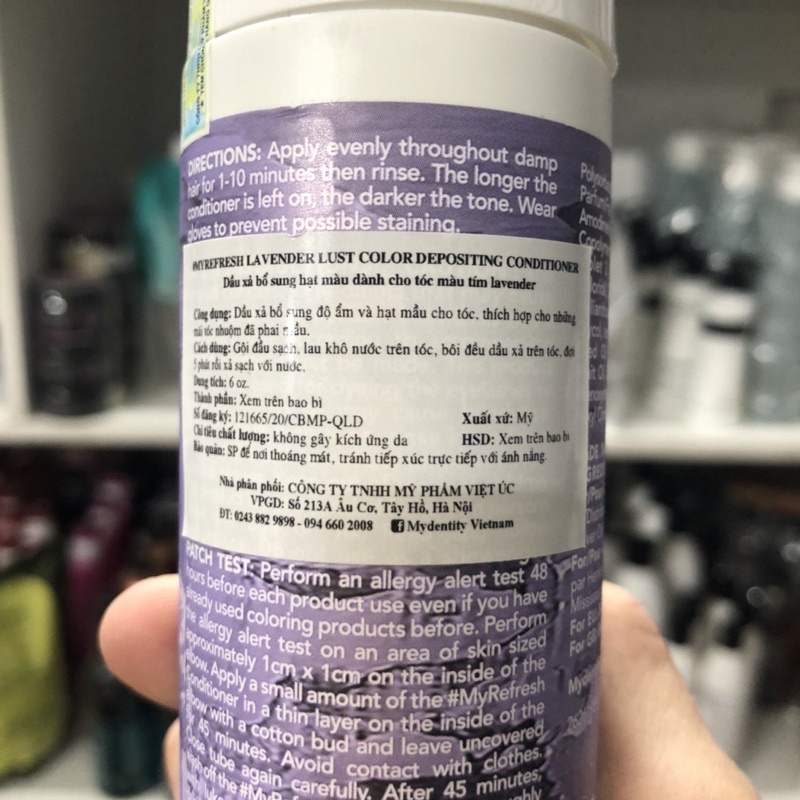 DIRECTIONS: Apply evenly throughout damp
hair for 1-10 minutes then rinse. The longer the
conditioner is left on, the darker the tone. Wear
gloves to prevent possible staining.
#MYREFRESH LAVENDER LUST COLOR DEPOSITING CONDITIONER
Dầu xả bổ sung hạt màu dành cho tóc màu tím lavender
Công dụng: Dầu xả bổ sung độ ẩm và hạt mầu cho tóc. thích hợp cho những
mái tóc nhuộm đã phai mầu.
Cách dùng: Gội đầu sạch, lau khô nước trên tóc, bôi đều dầu xả trên tóc, đợi
5 phút rồi xả sạch với nước.
Dung tích: 6 oz.
Thành phần: Xem trên bao bì
Số đăng ký: 121665/20/CBMP-QLD Xuất xứ: Mỹ
Chỉ tiêu chất lượng: không gây kích ứng da HSD: Xem trên bao bì
Bảo quản: SP để nơi thoáng mát, tránh tiếp xúc trực tiếp với ánh nắng.
Nhà phân phối: CÔNG TY TNHH MỸ PHẨM VIỆT ÚC
VPGD: Số 213A Âu Cơ, Tây Hồ, Hà Nội
ĐT: 0243 882 9898 - 094 660 2008 Mydentity Vietnam
PATCH TEST: Perform an allergy alert test 48
hours before each product use even if you have
already used coloring products before. Perform
the allergy alert test on an area of skin sized
approximately 1cm x 1cm on the inside of the
elbow. Apply a small amount of the #MyRefresh
Conditioner in a thin layer on the inside of the
elbow with a cotton bud and leave uncovered
for 45 minutes. Avoid contact with clothes.
Close tube again carefully. After 45 minutes,